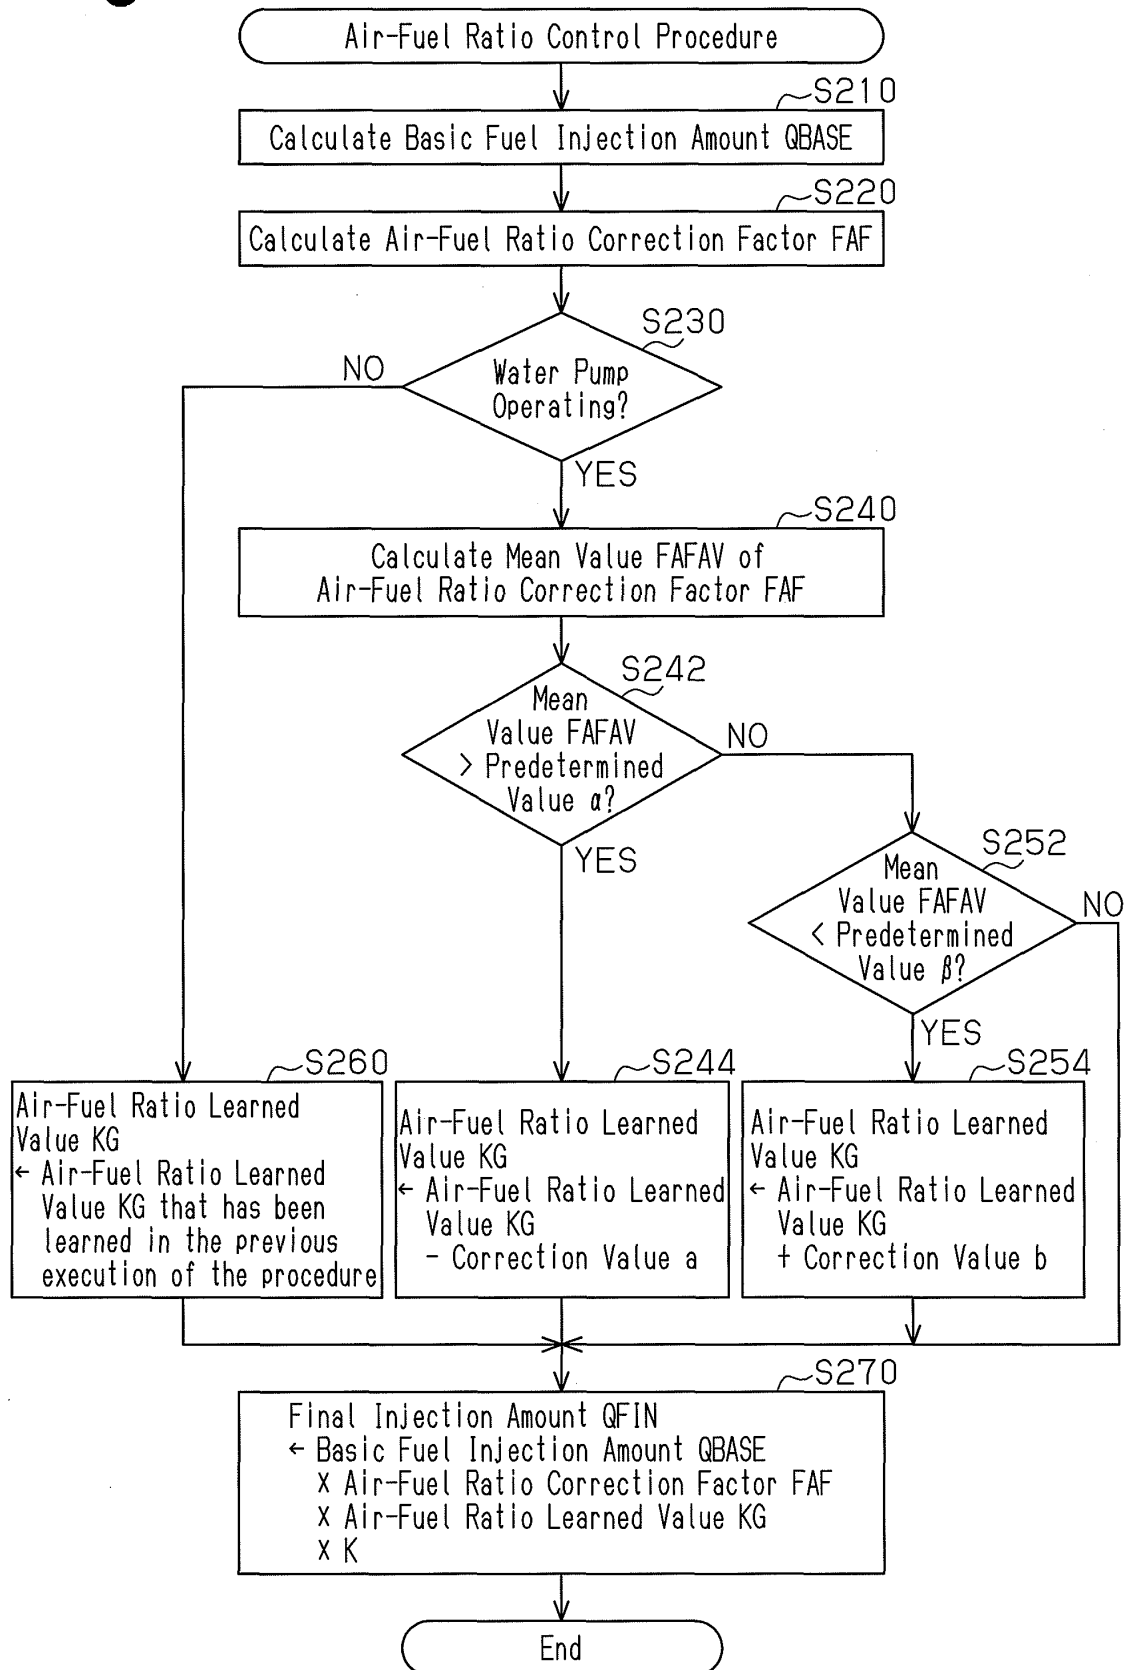 Air-Fuel Ratio Control Procedure
S210
Calculate Basic Fuel Injection Amount QBASE
S220
Calculate Air-Fuel Ratio Correction Factor FAF
S230
Water Pump
Operating?
NO
YES
S240
Calculate Mean Value FAFAV of
Air-Fuel Ratio Correction Factor FAF
S242
Mean
Value FAFAV
> Predetermined
Value α?
NO
YES
S252
Mean
Value FAFAV
< Predetermined
Value β?
NO
YES
S260
Air-Fuel Ratio Learned
Value KG
← Air-Fuel Ratio Learned
Value KG that has been
learned in the previous
execution of the procedure
S244
Air-Fuel Ratio Learned
Value KG
← Air-Fuel Ratio Learned
Value KG
- Correction Value a
S254
Air-Fuel Ratio Learned
Value KG
← Air-Fuel Ratio Learned
Value KG
+ Correction Value b
S270
Final Injection Amount QFIN
← Basic Fuel Injection Amount QBASE
X Air-Fuel Ratio Correction Factor FAF
X Air-Fuel Ratio Learned Value KG
X K
End